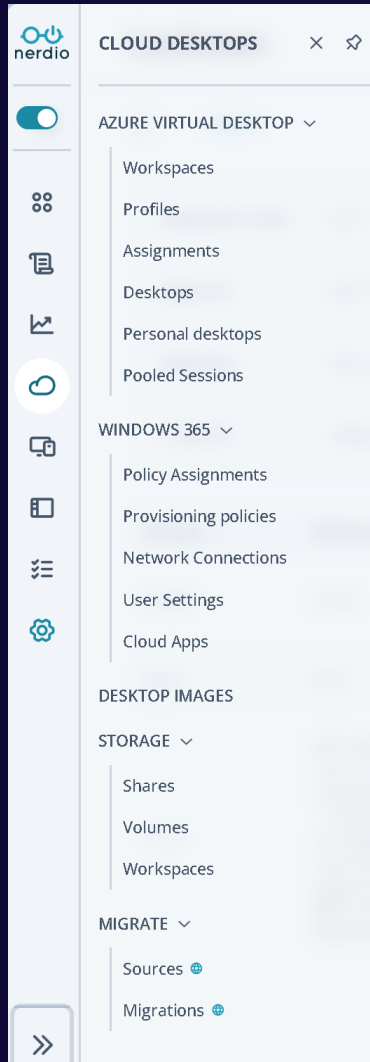 nerdio
CLOUD DESKTOPS
AZURE VIRTUAL DESKTOP
Workspaces
Profiles
Assignments
Desktops
Personal desktops
Pooled Sessions
WINDOWS 365
Policy Assignments
Provisioning policies
Network Connections
User Settings
Cloud Apps
DESKTOP IMAGES
STORAGE
Shares
Volumes
Workspaces
MIGRATE
Sources
Migrations